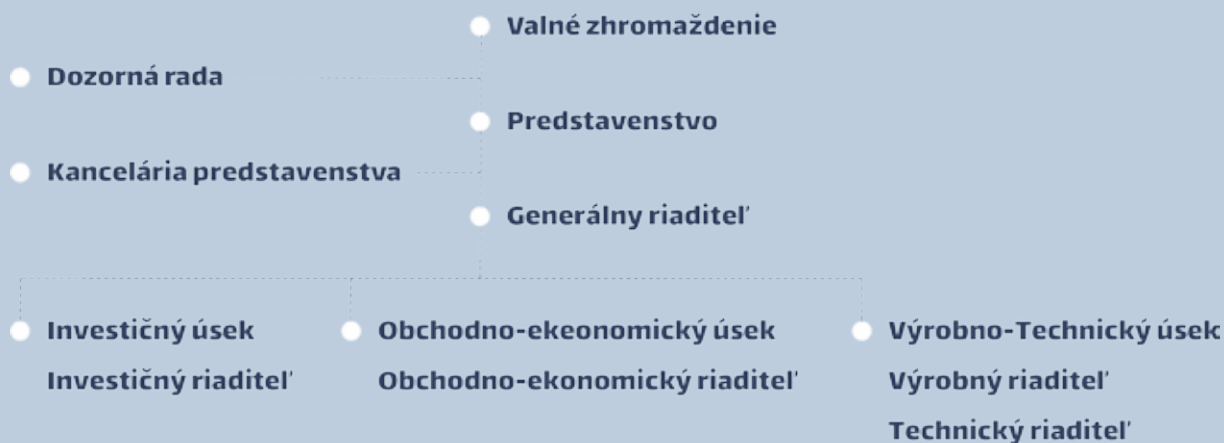 Valné zhromaždenie
Dozorná rada
Predstavenstvo
Kancelária predstavenstva
Generálny riaditeľ
Investičný úsek
Investičný riaditeľ
Obchodno-ekeonomický úsek
Obchodno-ekonomický riaditeľ
Výrobno-Technický úsek
Výrobný riaditeľ
Technický riaditeľ